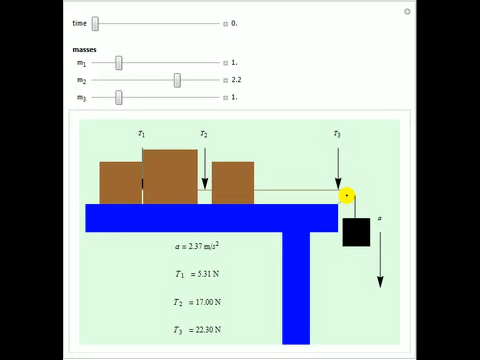 time 0.
masses
m1 1.
m2 2.2
m3 1.
T1 T2 T3
a
a = 2.37 m/s²
T1 = 5.31 N
T2 = 17.00 N
T3 = 22.30 N